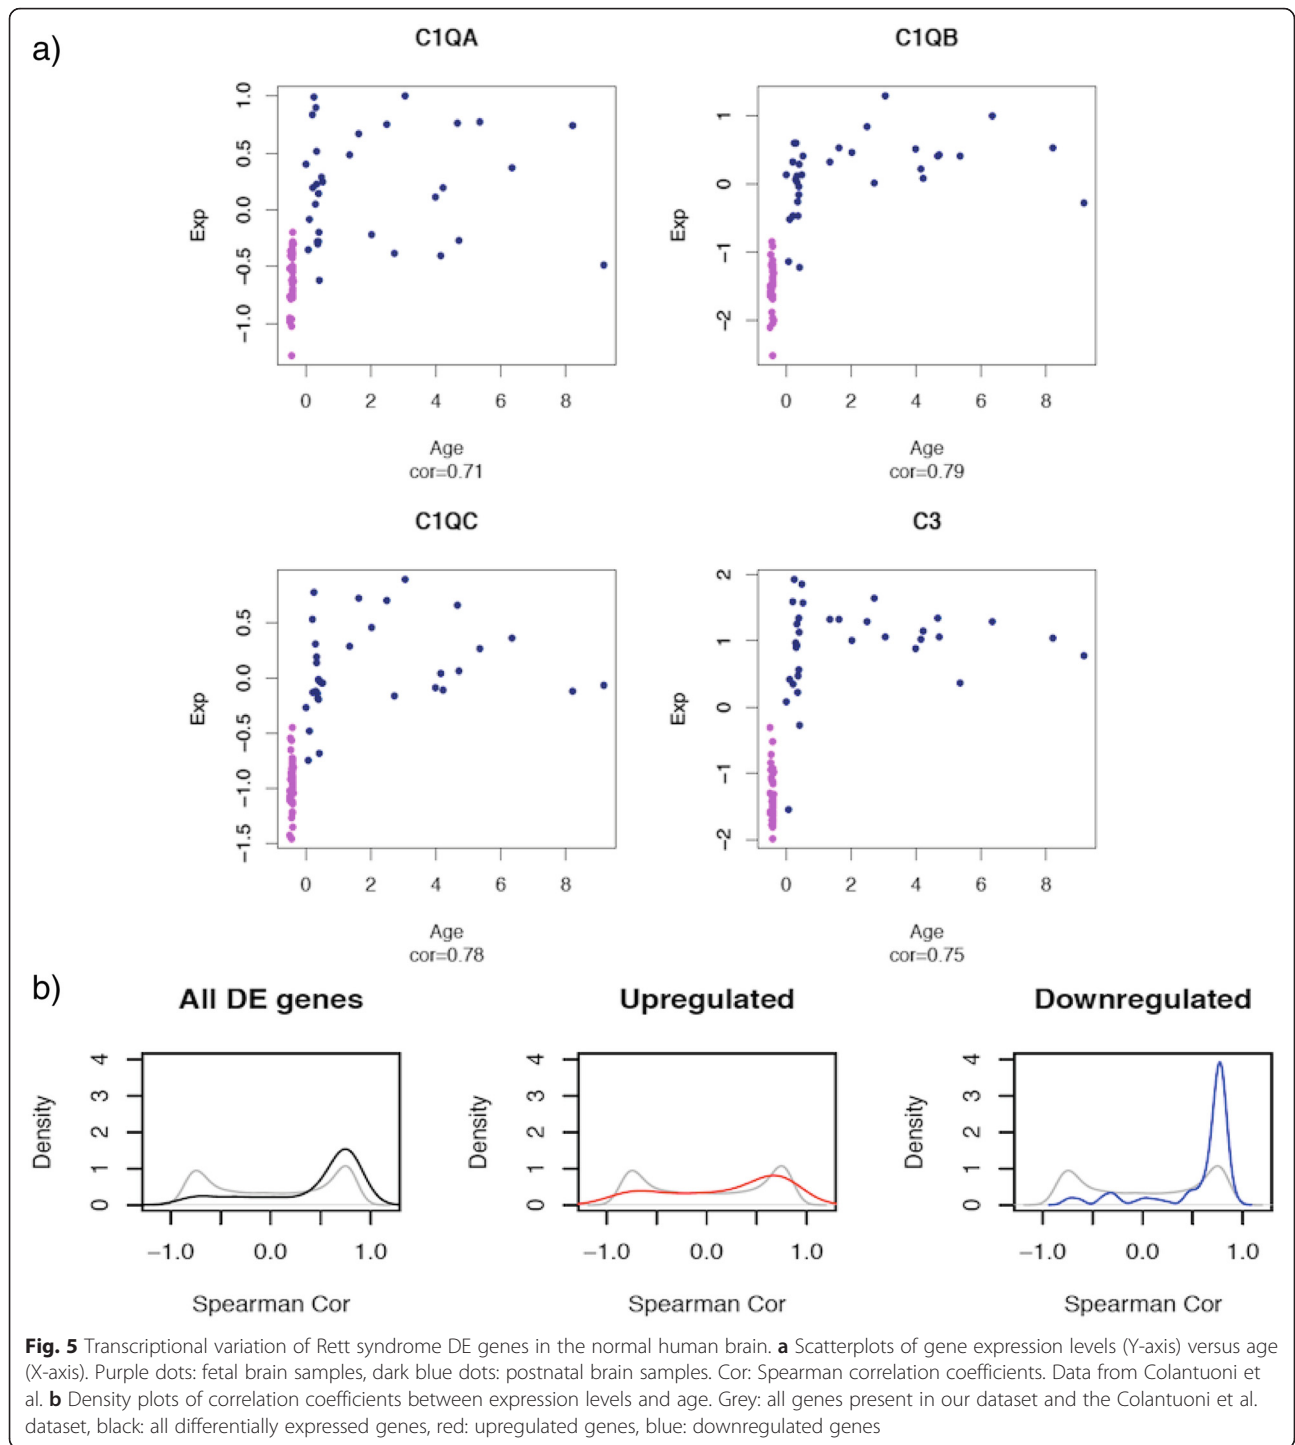 a)
C1QA
C1QB
1.0
0.5
0.0
−0.5
−1.0
Exp
0 2 4 6 8
Age
cor=0.71
1
0
−1
−2
Exp
0 2 4 6 8
Age
cor=0.79
C1QC
C3
0.5
0.0
−0.5
−1.0
−1.5
Exp
0 2 4 6 8
Age
cor=0.78
2
1
0
−1
−2
Exp
0 2 4 6 8
Age
cor=0.75
b)
All DE genes
Upregulated
Downregulated
4
3
2
1
0
Density
−1.0 0.0 1.0
Spearman Cor
4
3
2
1
0
Density
−1.0 0.0 1.0
Spearman Cor
4
3
2
1
0
Density
−1.0 0.0 1.0
Spearman Cor
Fig. 5 Transcriptional variation of Rett syndrome DE genes in the normal human brain. a Scatterplots of gene expression levels (Y-axis) versus age
(X-axis). Purple dots: fetal brain samples, dark blue dots: postnatal brain samples. Cor: Spearman correlation coefficients. Data from Colantuoni et
al. b Density plots of correlation coefficients between expression levels and age. Grey: all genes present in our dataset and the Colantuoni et al.
dataset, black: all differentially expressed genes, red: upregulated genes, blue: downregulated genes